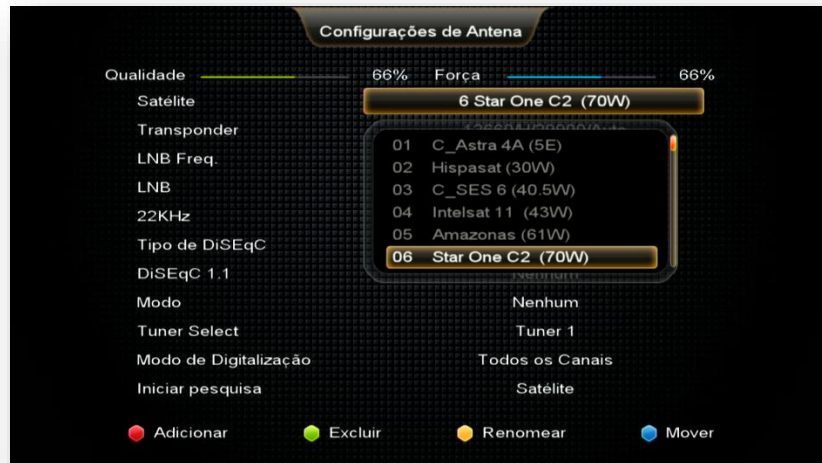 Configurações de Antena
Qualidade 66% Força 66%
Satélite 6 Star One C2 (70W)
Transponder
01 C_Astra 4A (5E)
LNB Freq.
02 Hispasat (30W)
LNB
03 C_SES 6 (40.5W)
22KHz
04 Intelsat 11 (43W)
05 Amazonas (61W)
Tipo de DiSEqC
06 Star One C2 (70W)
DiSEqC 1.1 Nenhum
Modo Nenhum
Tuner Select Tuner 1
Modo de Digitalização Todos os Canais
Iniciar pesquisa Satélite
Adicionar Excluir Renomear Mover